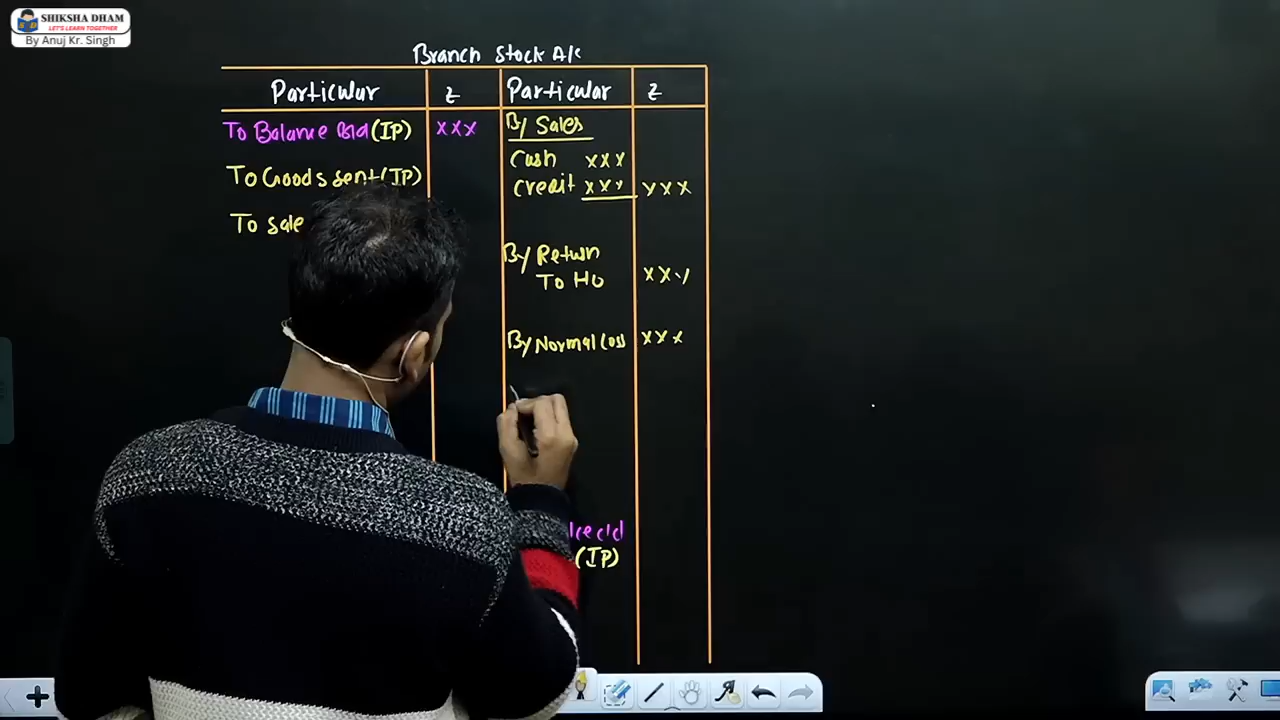 SHIKSHA DHAM
LET'S LEARN TOGETHER
By Anuj Kr. Singh
Branch Stock A/c
Particular z Particular z
To Balance Bld (IP) xxx By Sales
Cash xxx
To Goods sent (IP) Credit xxx xxx
To sale
By Return
To HO xxx
By Normal Loss xxx
c/d
(IP)